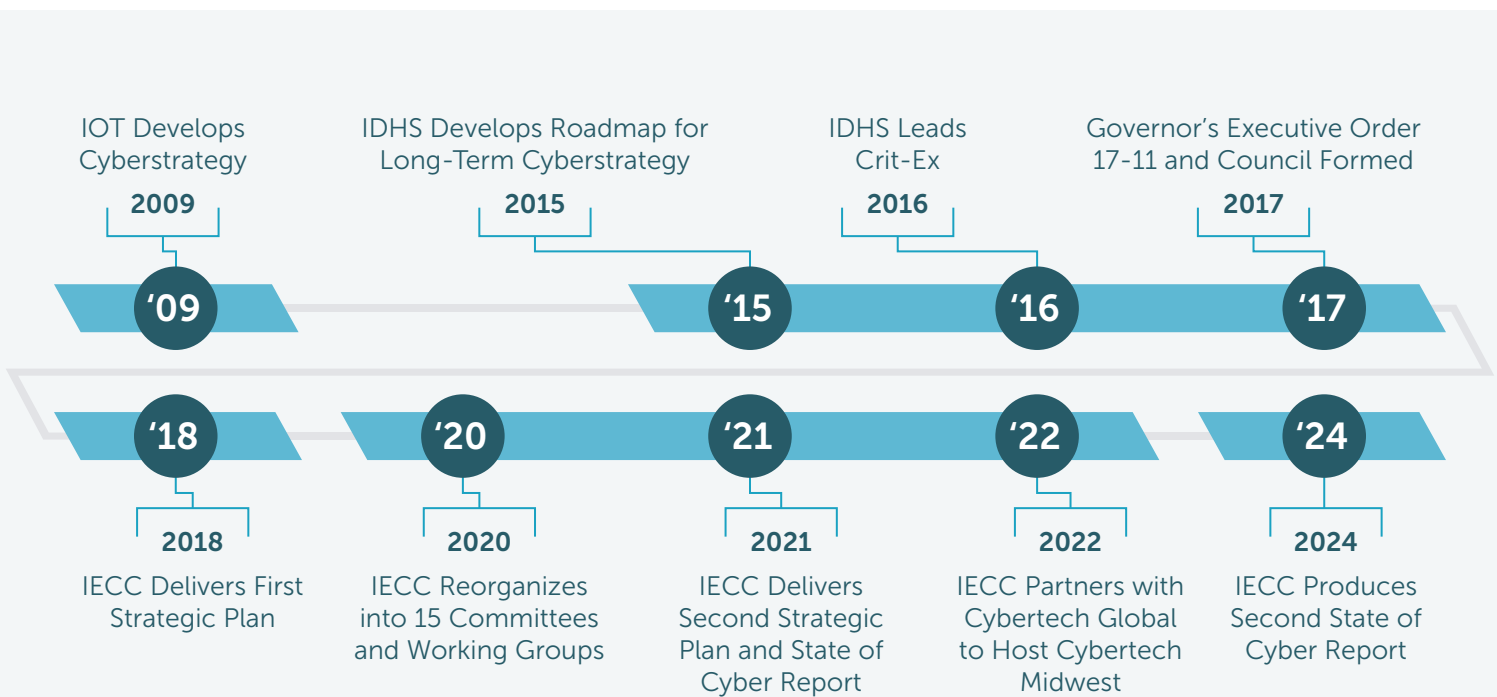 IOT Develops
Cyberstrategy
2009
IDHS Develops Roadmap for
Long-Term Cyberstrategy
2015
IDHS Leads
Crit-Ex
2016
Governor’s Executive Order
17-11 and Council Formed
2017
‘09
‘15
‘16
‘17
‘18
‘20
‘21
‘22
‘24
2018
IECC Delivers First
Strategic Plan
2020
IECC Reorganizes
into 15 Committees
and Working Groups
2021
IECC Delivers
Second Strategic
Plan and State of
Cyber Report
2022
IECC Partners with
Cybertech Global
to Host Cybertech
Midwest
2024
IECC Produces
Second State of
Cyber Report